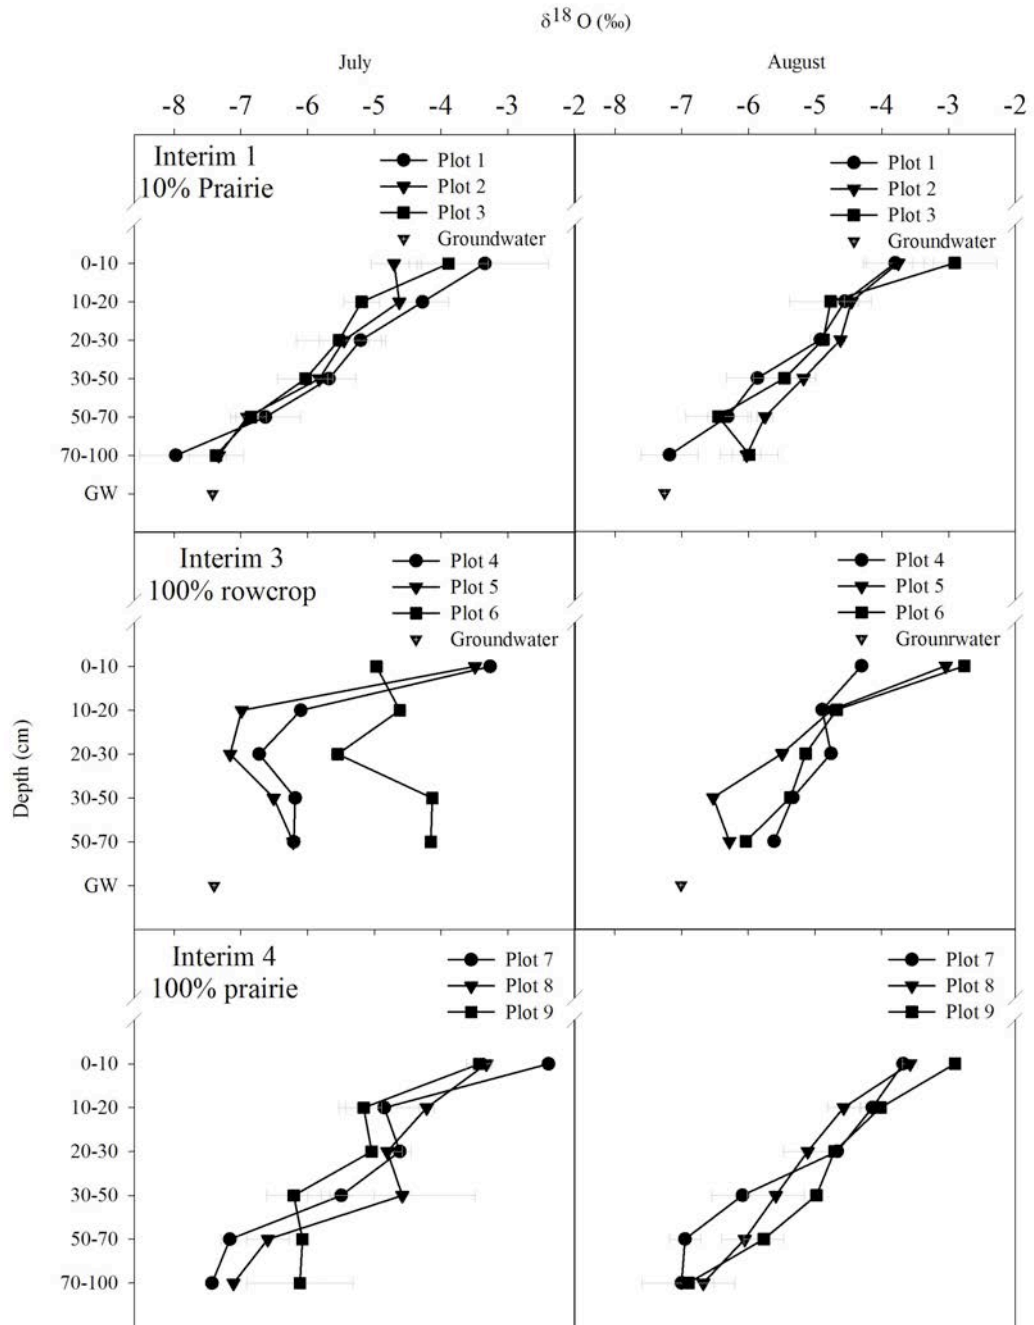 δ18 O (‰)
July August
-8 -7 -6 -5 -4 -3 -2 -8 -7 -6 -5 -4 -3 -2
Interim 1
10% Prairie
Plot 1
Plot 2
Plot 3
Groundwater
Plot 1
Plot 2
Plot 3
Groundwater
0-10
10-20
20-30
30-50
50-70
70-100
GW
Interim 3
100% rowcrop
Plot 4
Plot 5
Plot 6
Groundwater
Plot 4
Plot 5
Plot 6
Grounrwater
0-10
10-20
20-30
30-50
50-70
GW
Depth (cm)
Interim 4
100% prairie
Plot 7
Plot 8
Plot 9
Plot 7
Plot 8
Plot 9
0-10
10-20
20-30
30-50
50-70
70-100